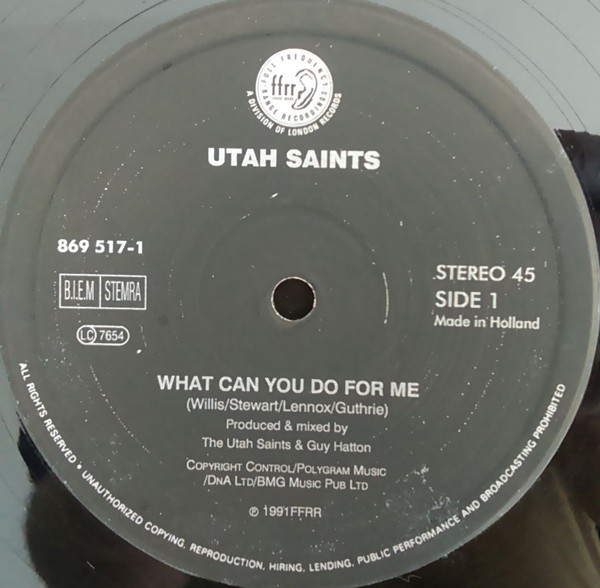 FULL FREQUENCY
RANGE RECORDINGS
ffrr
A DIVISION OF LONDON RECORDS
UTAH SAINTS
869 517-1
B.I.E.M STEMRA
LC 7654
STEREO 45
SIDE 1
Made in Holland
WHAT CAN YOU DO FOR ME
(Willis/Stewart/Lennox/Guthrie)
Produced & mixed by
The Utah Saints & Guy Hatton
COPYRIGHT CONTROL/POLYGRAM MUSIC
/DNA LTD/BMG MUSIC PUB LTD
℗ 1991FFRR
ALL RIGHTS RESERVED • UNAUTHORIZED COPYING, REPRODUCTION, HIRING, LENDING, PUBLIC PERFORMANCE AND BROADCASTING PROHIBITED